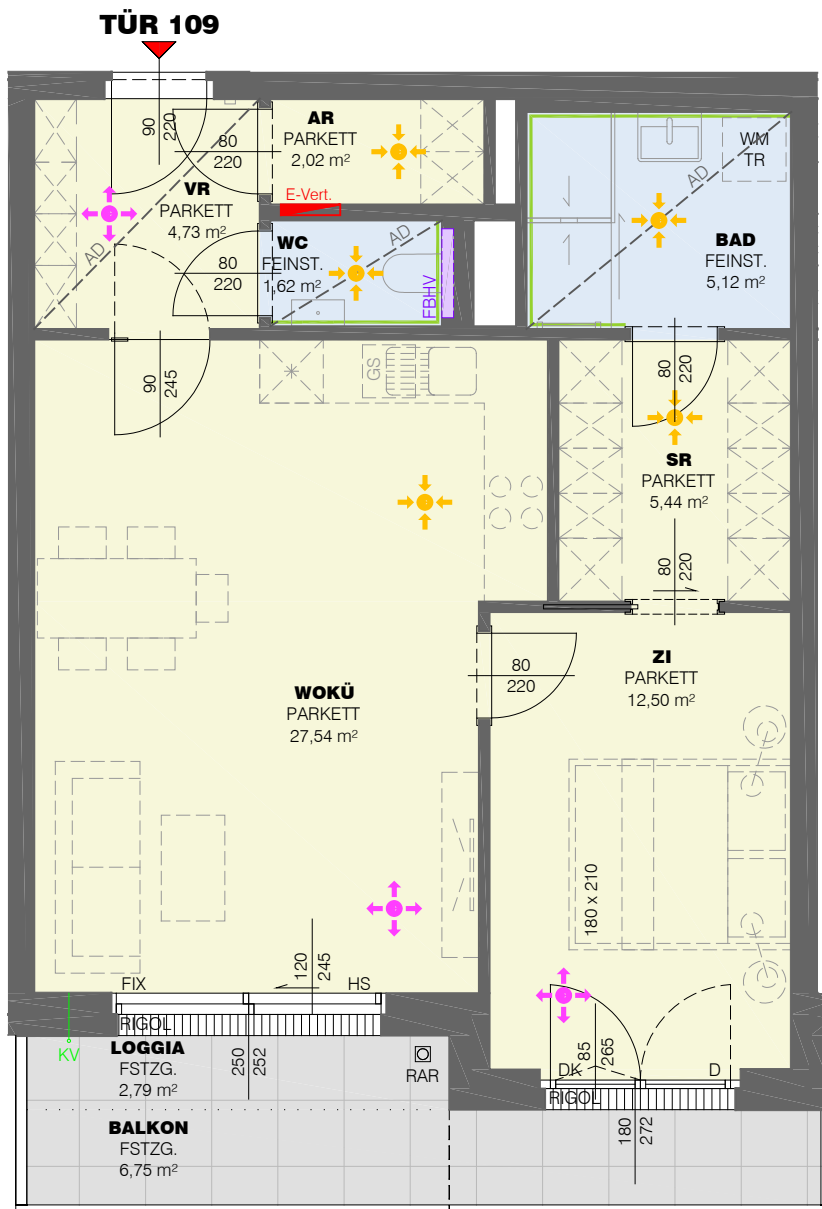 TÜR 109
90
220
80
220
AR
PARKETT
2,02 m²
WM
TR
AD
E-Vert.
VR
PARKETT
4,73 m²
AD
80
220
WC
FEINST.
1,62 m²
AD
FBHV
BAD
FEINST.
5,12 m²
90
245
GS
80
220
SR
PARKETT
5,44 m²
80
220
80
220
ZI
PARKETT
12,50 m²
WOKÜ
PARKETT
27,54 m²
180 x 210
120
245
FIX
HS
RIGOL
KV
LOGGIA
FSTZG.
2,79 m²
250
252
RAR
85
265
DK
D
RIGOL
180
272
BALKON
FSTZG.
6,75 m²